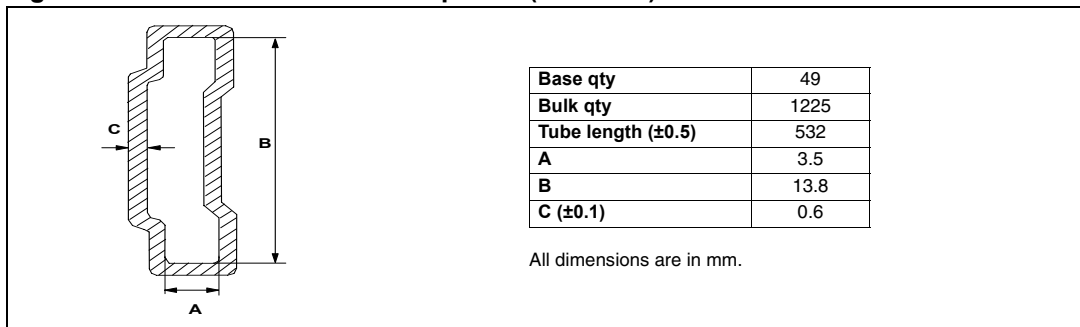 C
B
A
Base qty 49
Bulk qty 1225
Tube length (±0.5) 532
A 3.5
B 13.8
C (±0.1) 0.6
All dimensions are in mm.